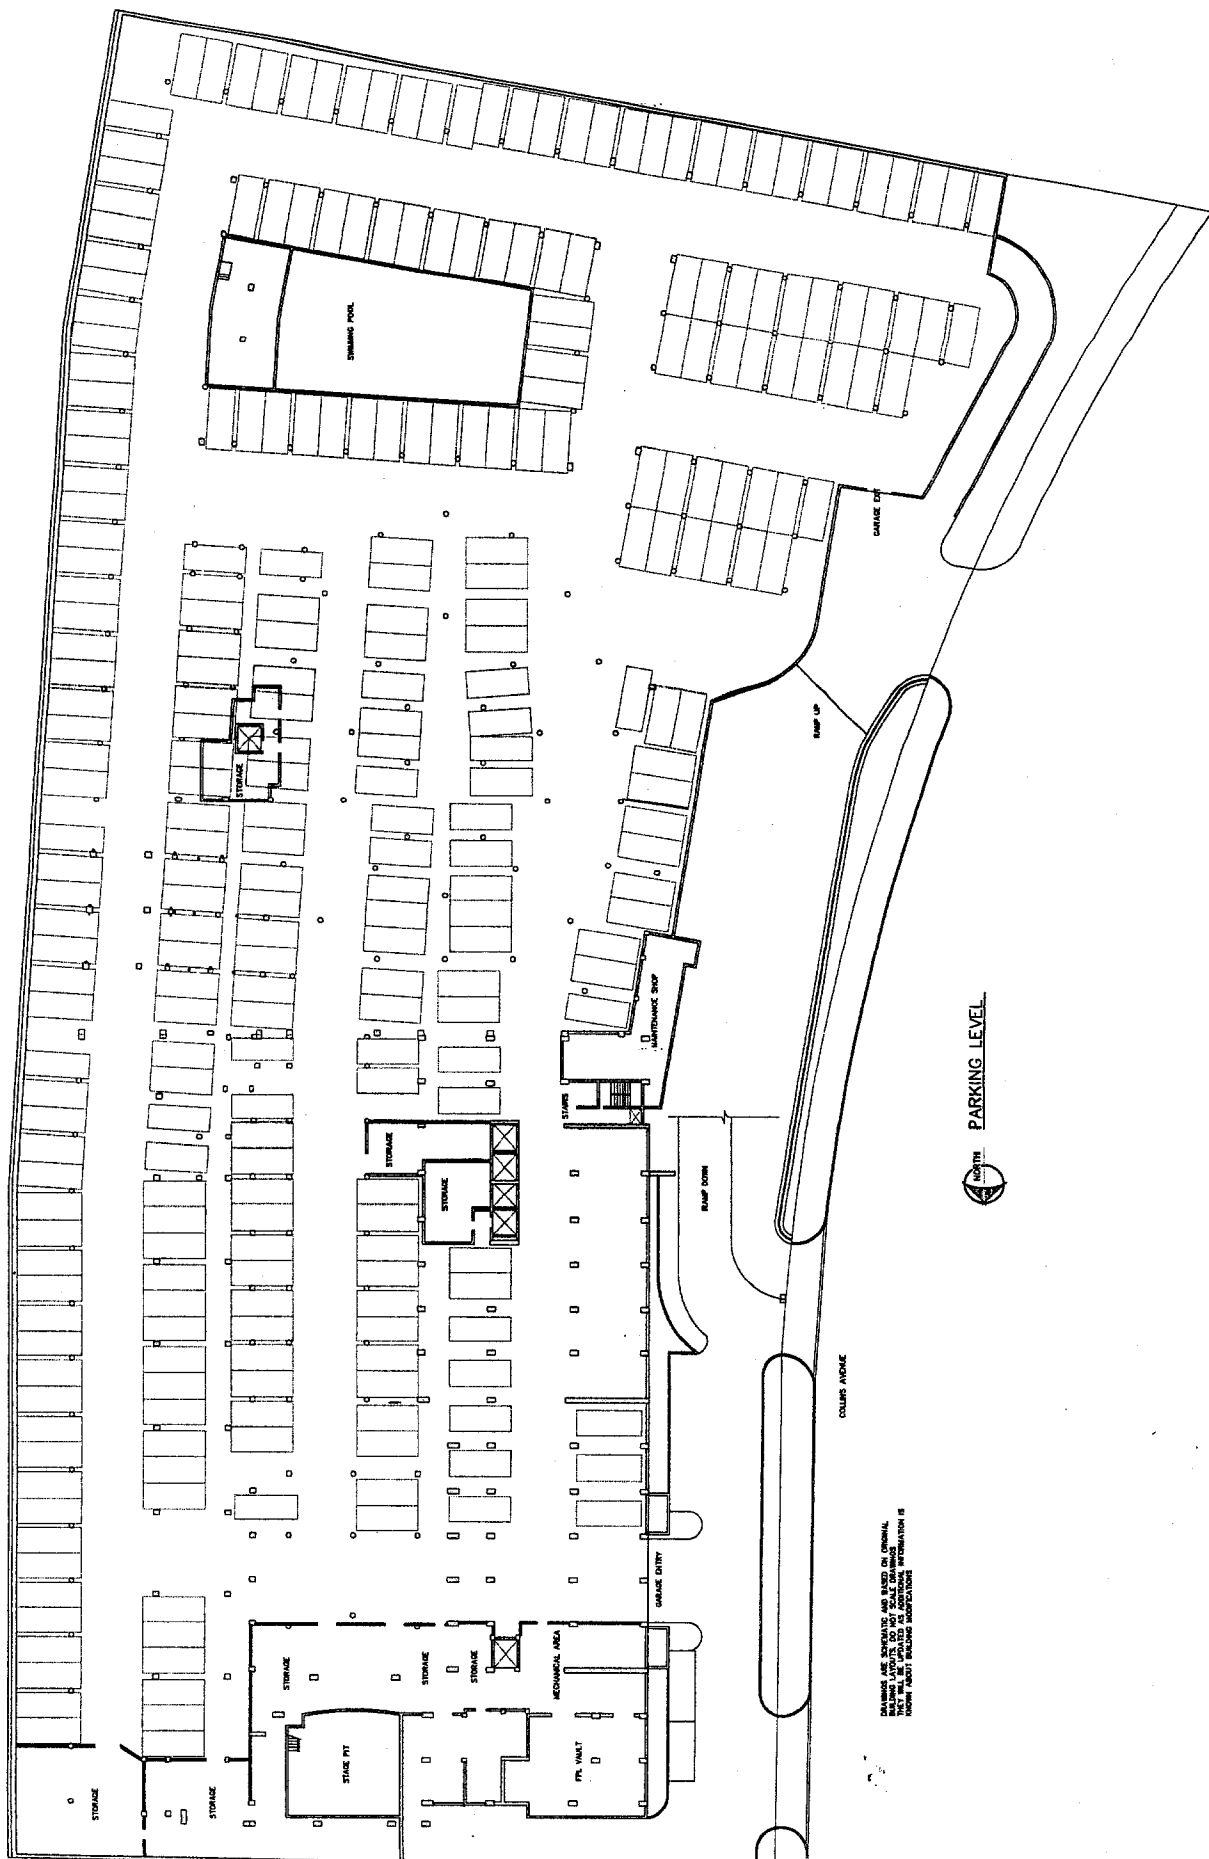 SWIMMING POOL
GARAGE EXIT
RAMP UP
STORAGE
MAINTENANCE SHOP
STAIRS
STORAGE
STORAGE
RAMP DOWN
PARKING LEVEL
NORTH
COLLINS AVENUE
GARAGE ENTRY
STORAGE
STORAGE
STORAGE
MECHANICAL AREA
STAGE PIT
FPL VAULT
STORAGE
STORAGE
DRAWINGS ARE SCHEMATIC AND BASED ON ORIGINAL
BUILDING LAYOUTS. DO NOT SCALE DRAWINGS
THEY WILL BE UPDATED AS ADDITIONAL INFORMATION IS
KNOWN ABOUT BUILDING MODIFICATIONS